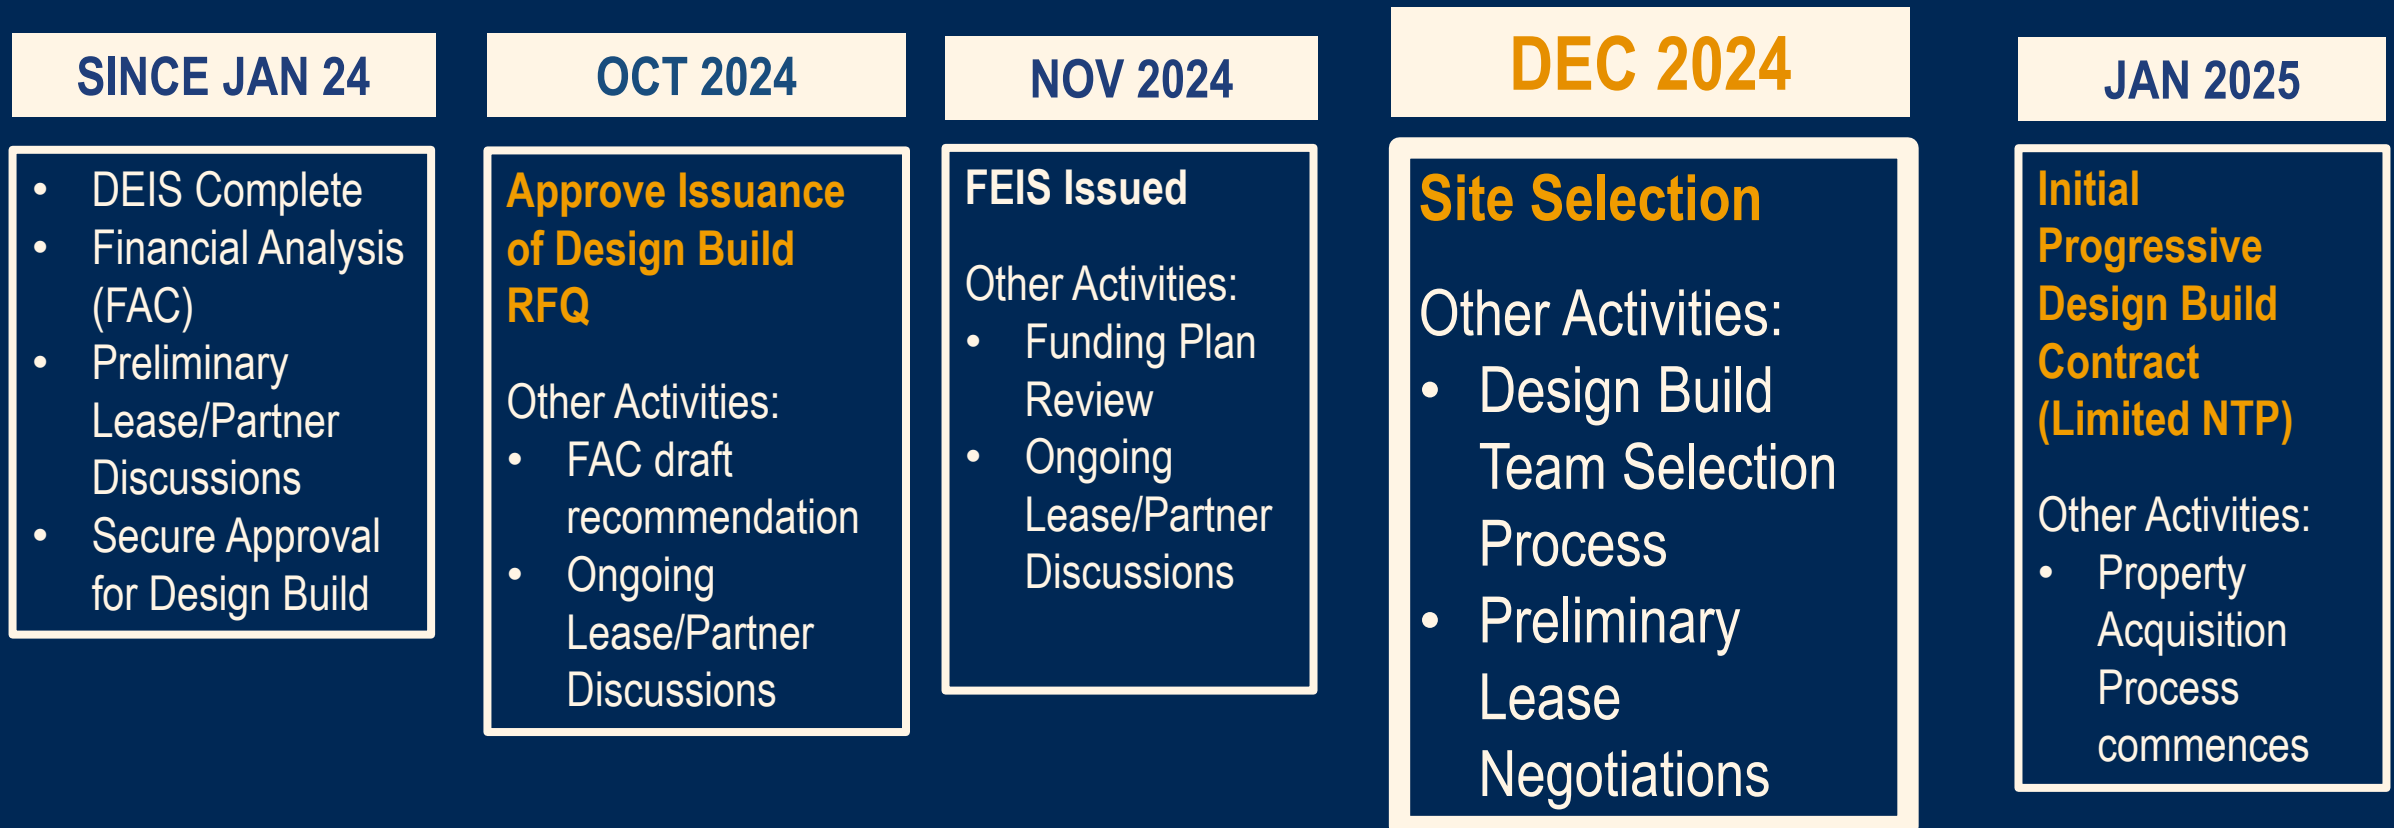 SINCE JAN 24
• DEIS Complete
• Financial Analysis
(FAC)
• Preliminary
Lease/Partner
Discussions
• Secure Approval
for Design Build
OCT 2024
Approve Issuance
of Design Build
RFQ
Other Activities:
• FAC draft
recommendation
• Ongoing
Lease/Partner
Discussions
NOV 2024
FEIS Issued
Other Activities:
• Funding Plan
Review
• Ongoing
Lease/Partner
Discussions
DEC 2024
Site Selection
Other Activities:
• Design Build
Team Selection
Process
• Preliminary
Lease
Negotiations
JAN 2025
Initial
Progressive
Design Build
Contract
(Limited NTP)
Other Activities:
• Property
Acquisition
Process
commences